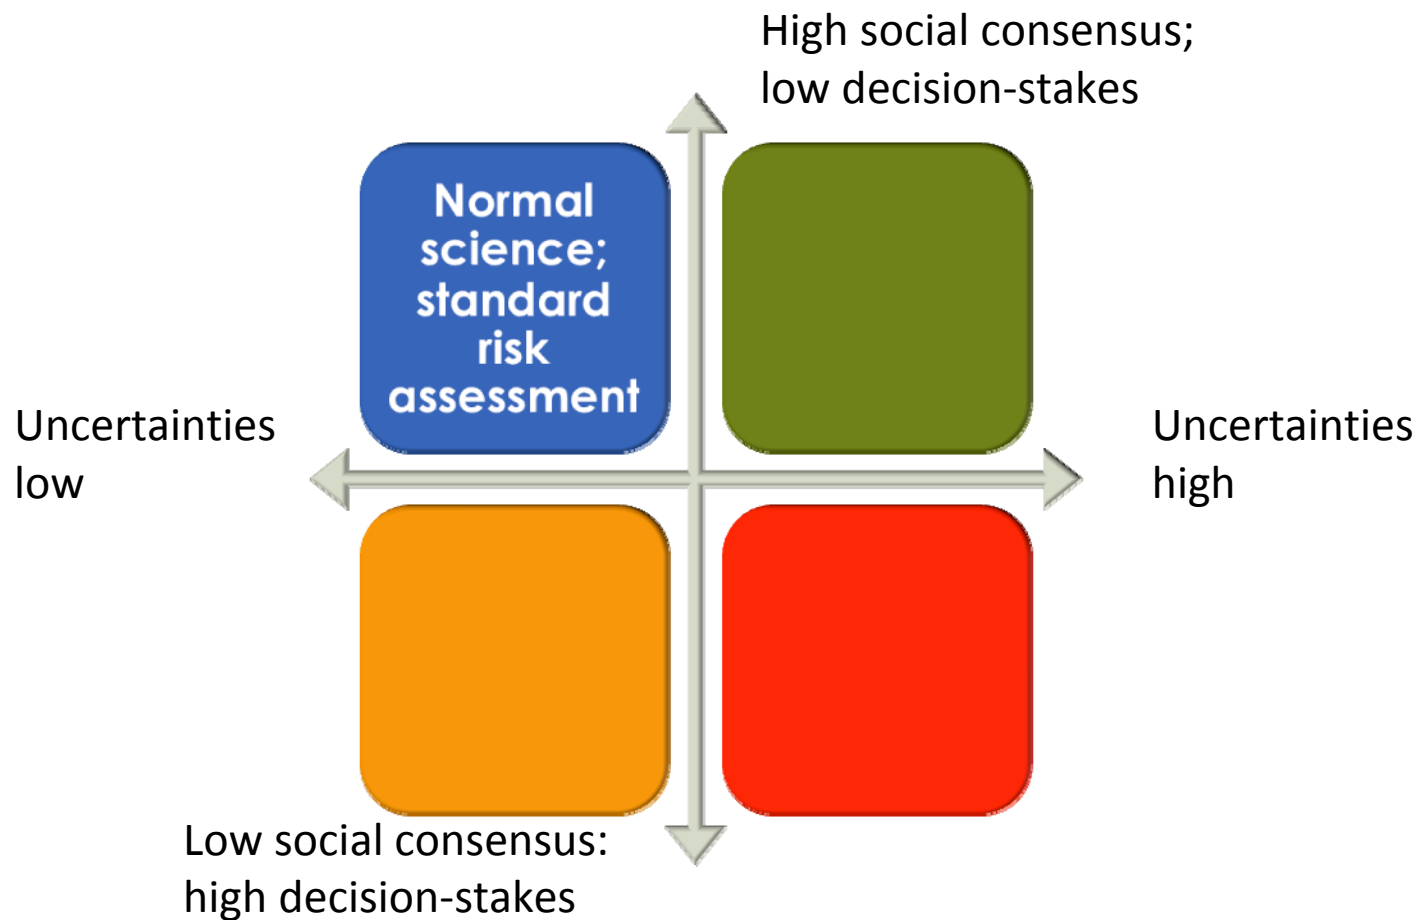 High social consensus;
low decision-stakes
Normal
science;
standard
risk
assessment
Uncertainties
low
Uncertainties
high
Low social consensus:
high decision-stakes